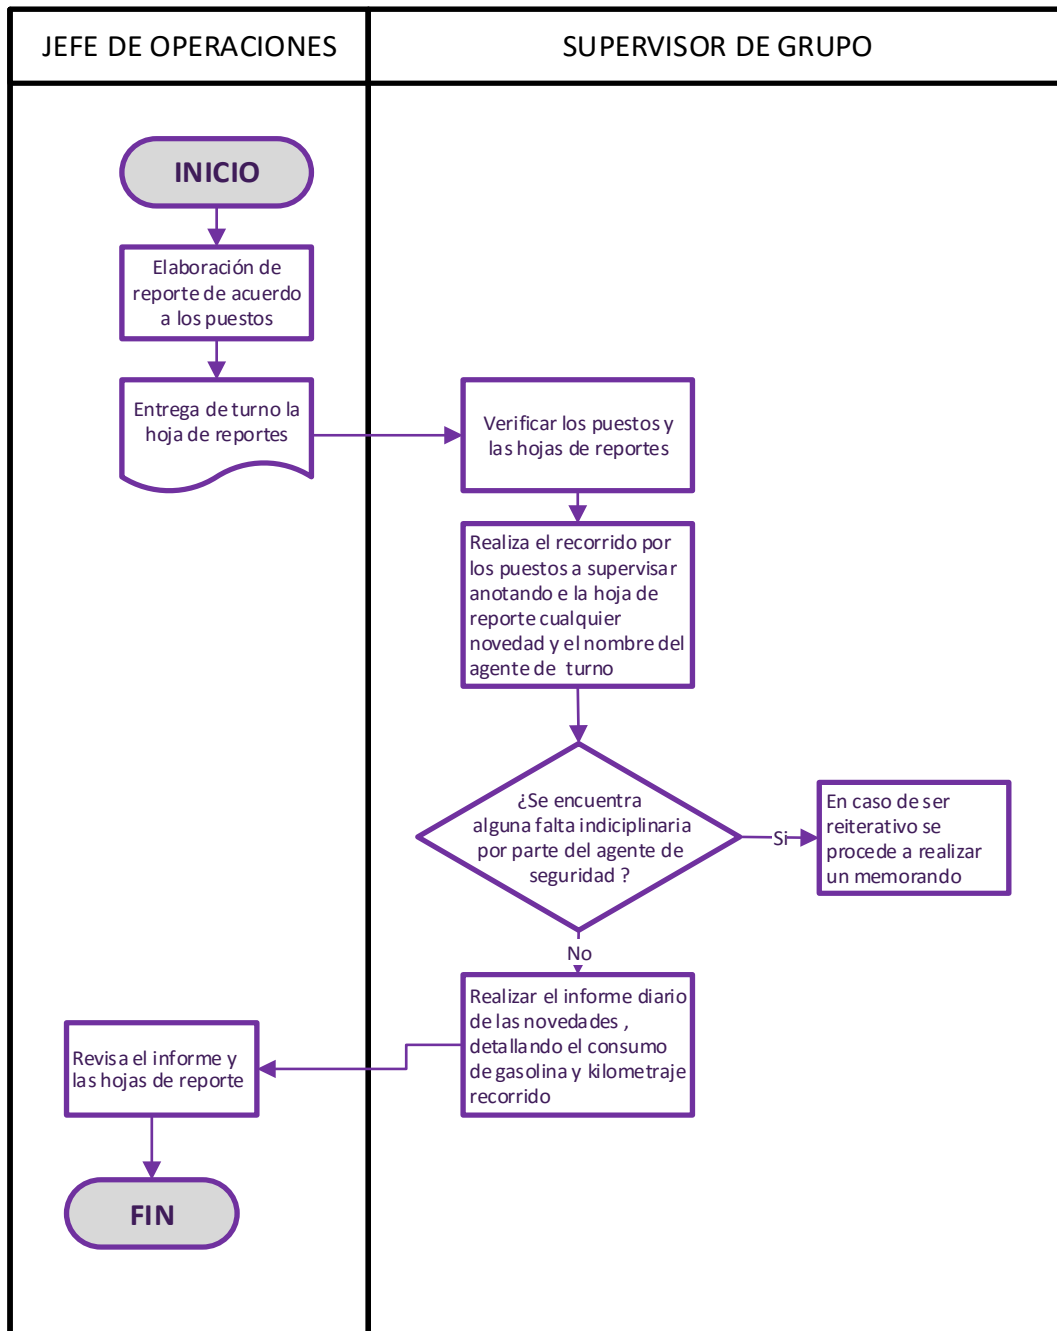 JEFE DE OPERACIONES
SUPERVISOR DE GRUPO
INICIO
Elaboración de
reporte de acuerdo
a los puestos
Entrega de turno la
hoja de reportes
Verificar los puestos y
las hojas de reportes
Realiza el recorrido por
los puestos a supervisar
anotando e la hoja de
reporte cualquier
novedad y el nombre del
agente de turno
¿Se encuentra
alguna falta indiciplinaria
por parte del agente de
seguridad ?
Si
En caso de ser
reiterativo se
procede a realizar
un memorando
No
Realizar el informe diario
de las novedades ,
detallando el consumo
de gasolina y kilometraje
recorrido
Revisa el informe y
las hojas de reporte
FIN